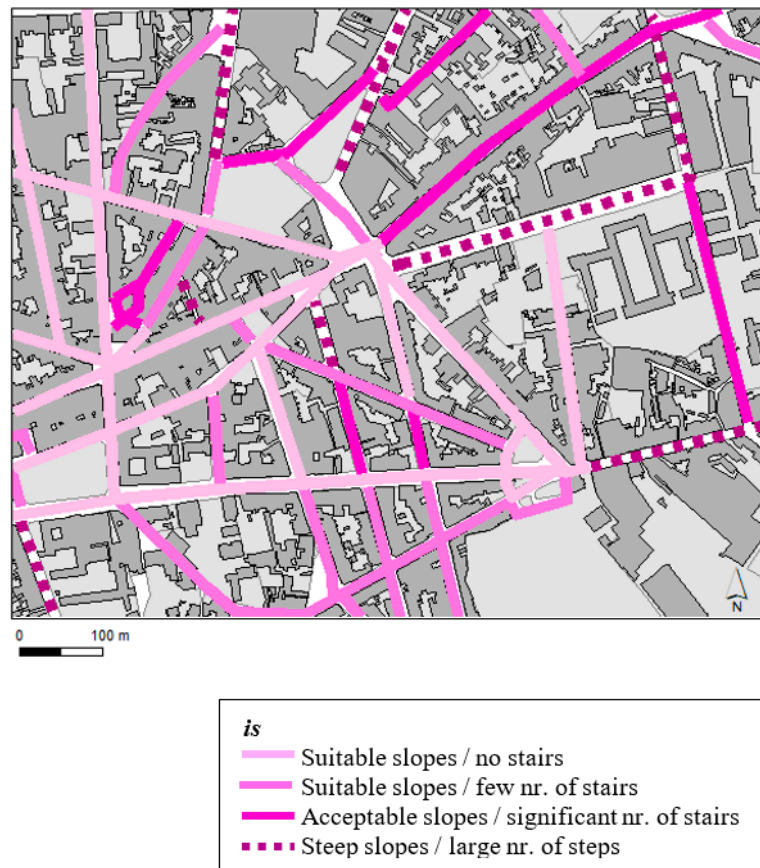 N
0 100 m
is
Suitable slopes / no stairs
Suitable slopes / few nr. of stairs
Acceptable slopes / significant nr. of stairs
Steep slopes / large nr. of steps